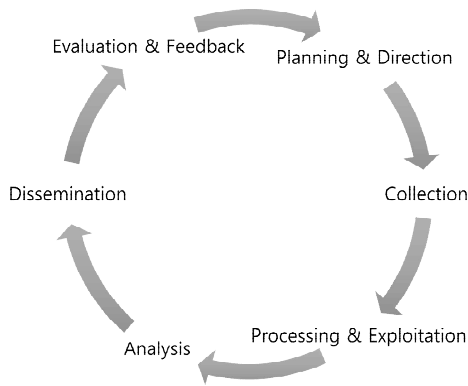 Evaluation & Feedback
Planning & Direction
Collection
Processing & Exploitation
Analysis
Dissemination